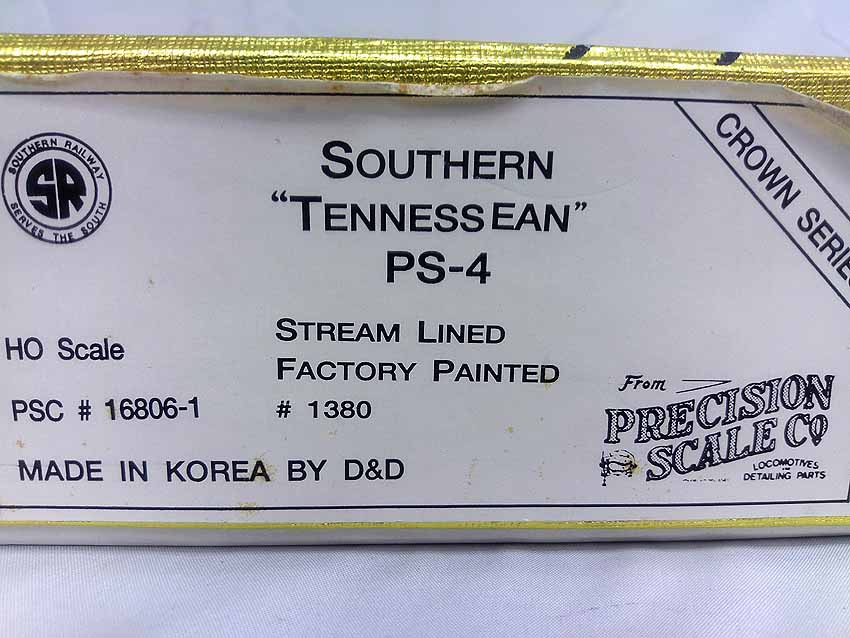 SOUTHERN RAILWAY
SR
SERVES THE SOUTH
SOUTHERN
"TENNESSEAN"
PS-4
CROWN SERIES
HO Scale
STREAM LINED
FACTORY PAINTED
PSC # 16806-1
# 1380
MADE IN KOREA BY D&D
From
PRECISION
SCALE CO
LOCOMOTIVES
DETAILING PARTS